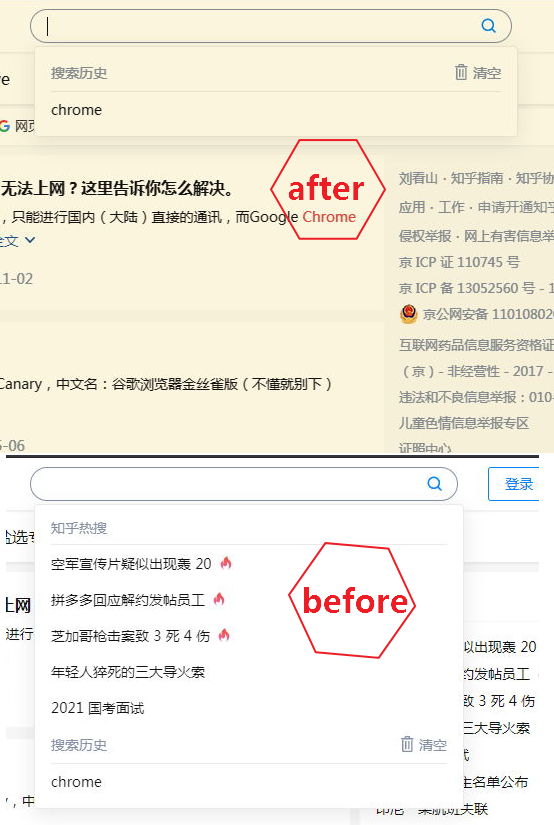 搜索历史 清空
ve
chrome
网页
无法上网？这里告诉你怎么解决。
after
刘看山 · 知乎指南 · 知乎协
，只能进行国内（大陆）直接的通讯，而Google Chrome
应用 · 工作 · 申请开通知乎
全文
侵权举报 · 网上有害信息举
京 ICP 证 110745 号
11-02
京 ICP 备 13052560 号 - 1
京公网安备 11010802
互联网药品信息服务资格证
（京）- 非经营性 - 2017 -
Canary，中文名：谷歌浏览器金丝雀版（不懂就别下）
违法和不良信息举报：010-
儿童色情信息举报专区
5-06
证照中心
登录
知乎热搜
盐选专
空军宣传片疑似出现轰 20
before
上网
拼多多回应解约发帖员工
进行
芝加哥枪击案致 3 死 4 伤
以出现轰 20
年轻人猝死的三大导火索
约发帖员工
致 3 死 4 伤
2021 国考面试
三大导火索
试
搜索历史 清空
chrome
主名单公布
，中
印尼一架航班失联